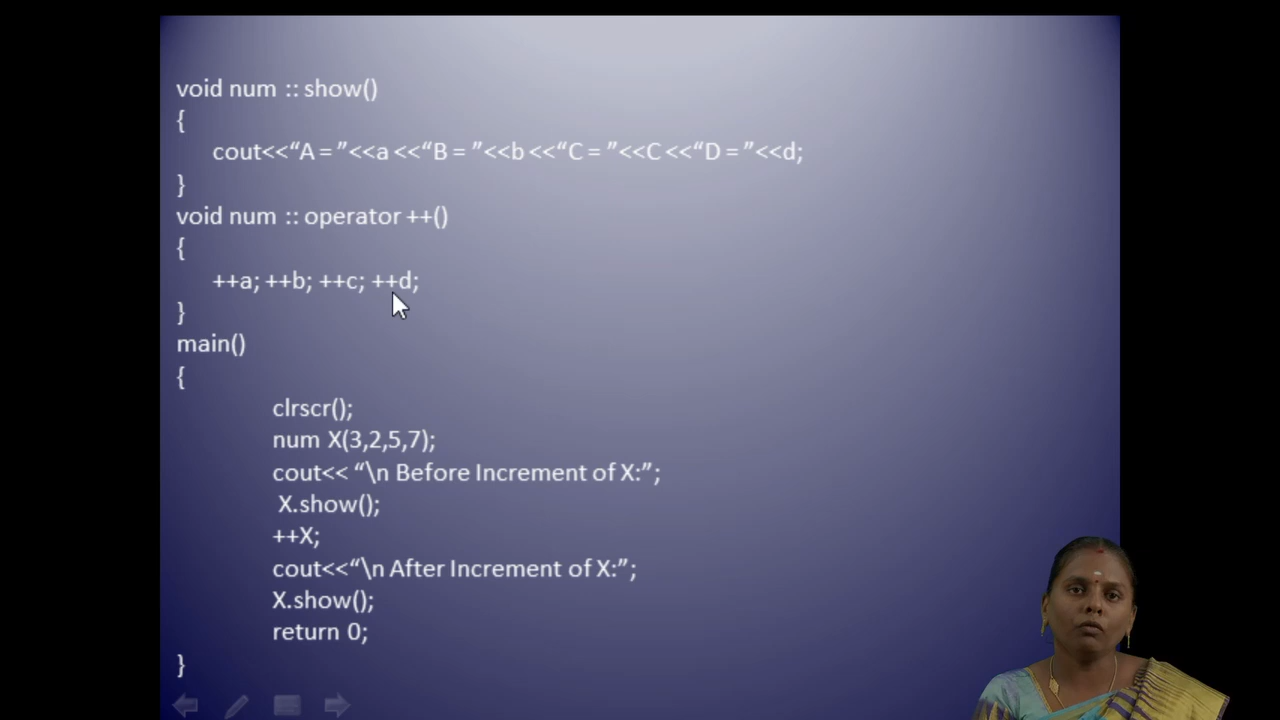 void num :: show()
{
cout<<“A = ”<<a <<“B = ”<<b <<“C = ”<<C <<“D = ”<<d;
}
void num :: operator ++()
{
++a; ++b; ++c; ++d;
}
main()
{
clrscr();
num X(3,2,5,7);
cout<< “\n Before Increment of X:”;
X.show();
++X;
cout<<“\n After Increment of X:”;
X.show();
return 0;
}